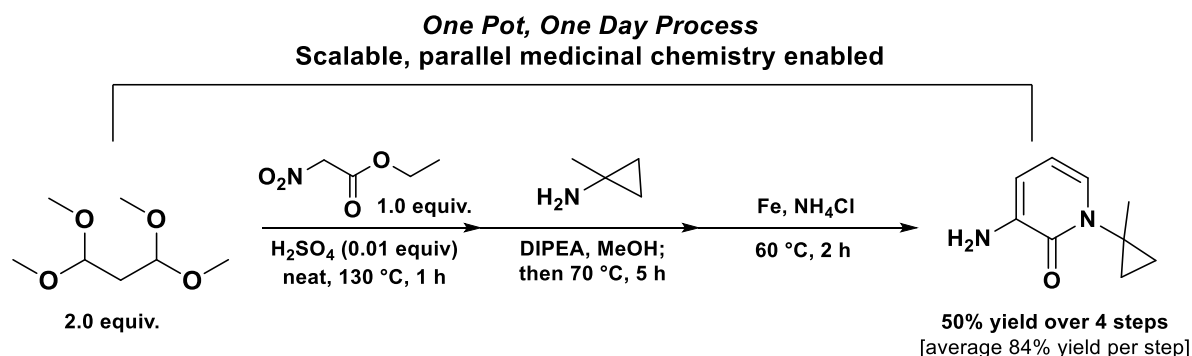 One Pot, One Day Process
Scalable, parallel medicinal chemistry enabled
O O
O O
2.0 equiv.
O₂N O
O
1.0 equiv.
H₂SO₄ (0.01 equiv)
neat, 130 °C, 1 h
H₂N
DIPEA, MeOH;
then 70 °C, 5 h
Fe, NH₄Cl
60 °C, 2 h
H₂N N
O
50% yield over 4 steps
[average 84% yield per step]